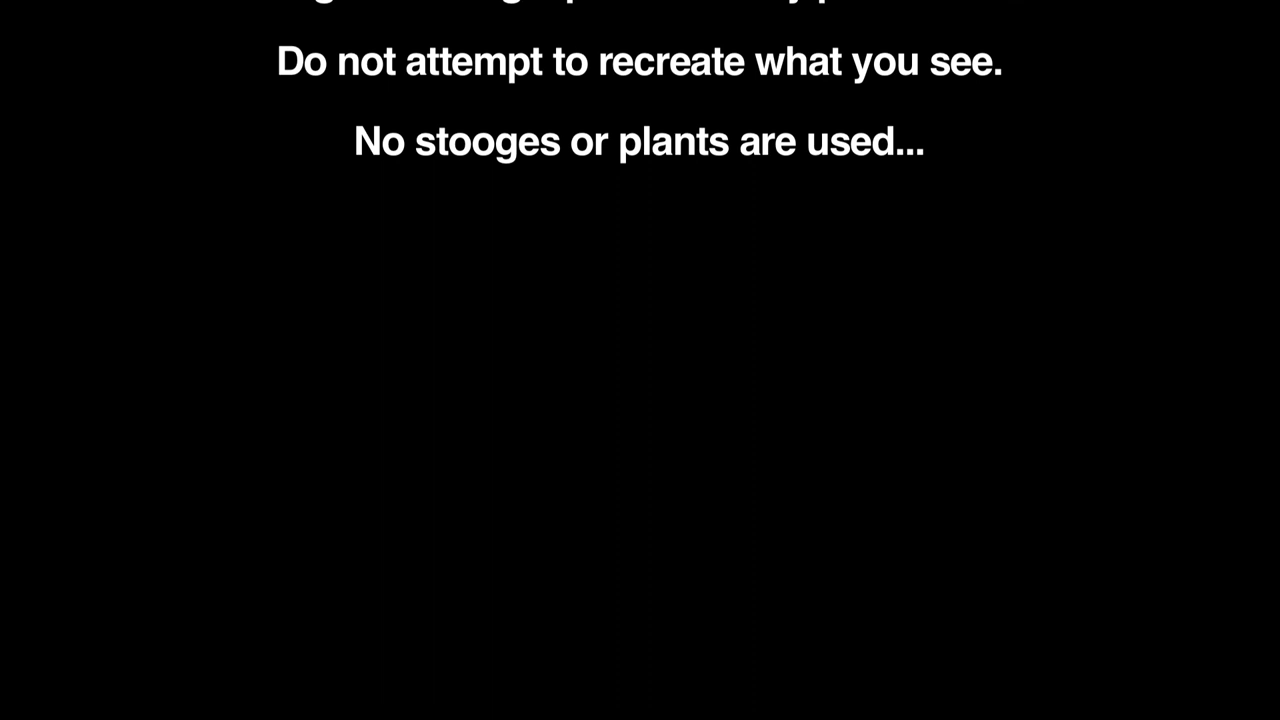 Do not attempt to recreate what you see.
No stooges or plants are used...